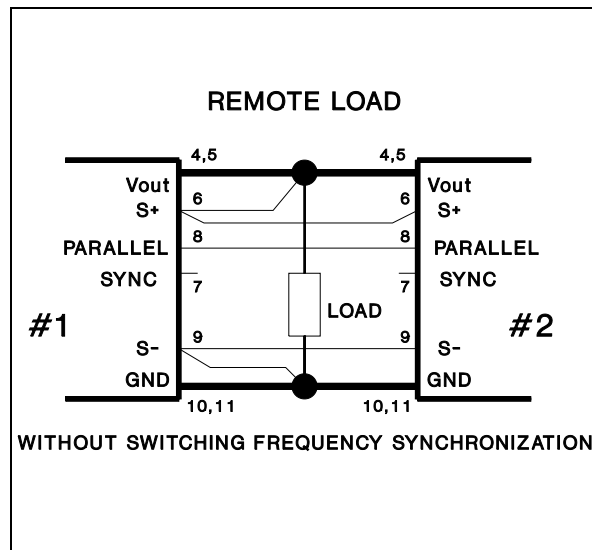 REMOTE LOAD
4,5 4,5
Vout Vout
6 6
S+ S+
8 8
PARALLEL PARALLEL
SYNC SYNC
7 7
LOAD
#1 #2
9 9
S- S-
GND GND
10,11 10,11
WITHOUT SWITCHING FREQUENCY SYNCHRONIZATION